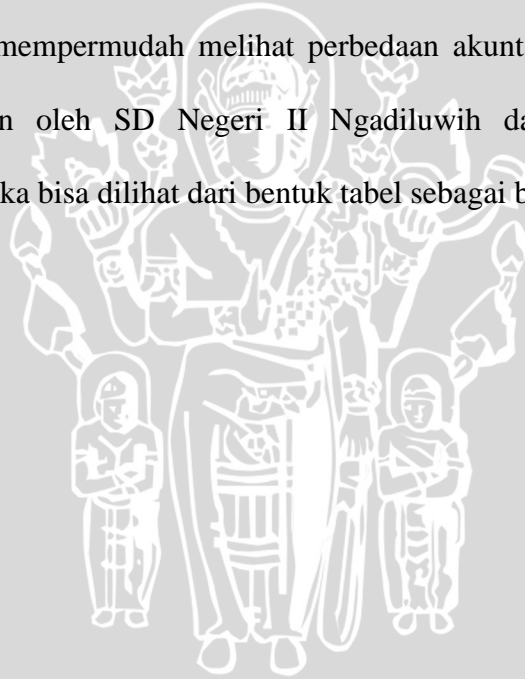 mempermudah melihat perbedaan akunt
n oleh SD Negeri II Ngadiluwih da
ka bisa dilihat dari bentuk tabel sebagai b